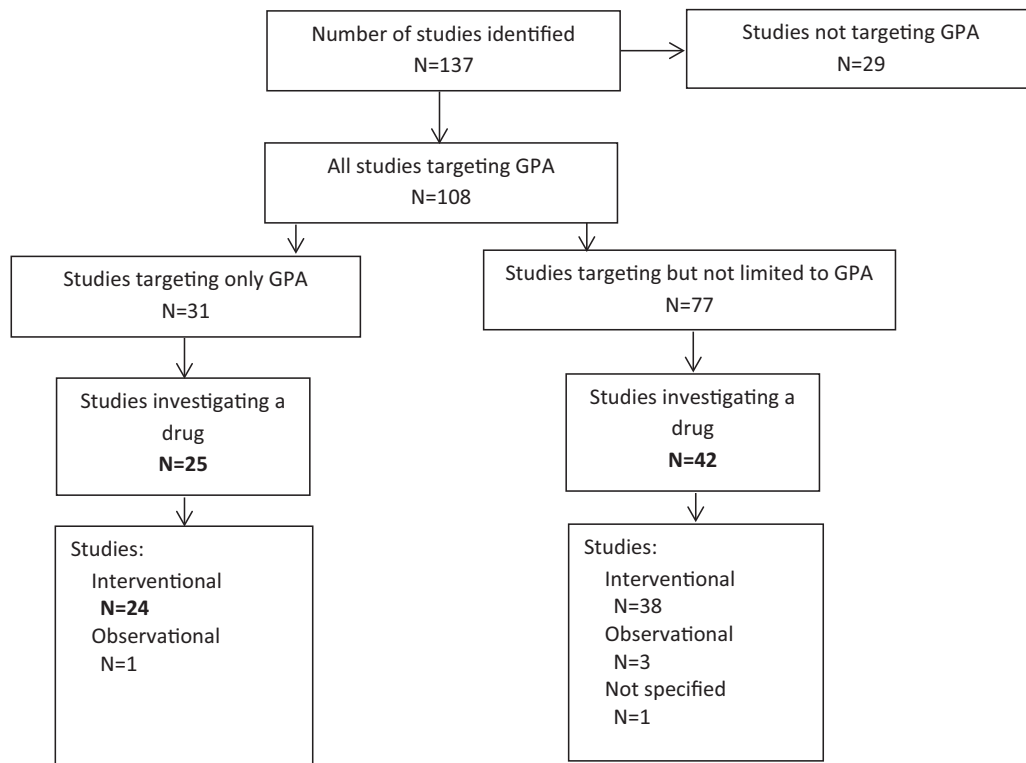 Number of studies identified
N=137
Studies not targeting GPA
N=29
All studies targeting GPA
N=108
Studies targeting only GPA
N=31
Studies targeting but not limited to GPA
N=77
Studies investigating a
drug
N=25
Studies investigating a
drug
N=42
Studies:
Interventional
N=24
Observational
N=1
Studies:
Interventional
N=38
Observational
N=3
Not specified
N=1